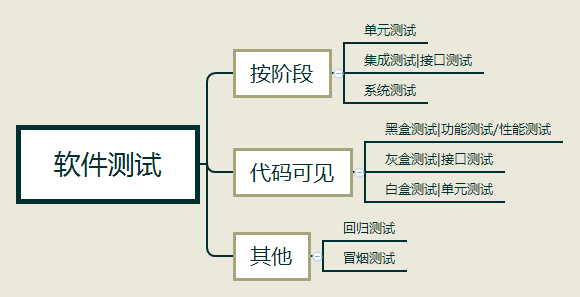 软件测试
按阶段
单元测试
集成测试|接口测试
系统测试
代码可见
黑盒测试|功能测试/性能测试
灰盒测试|接口测试
白盒测试|单元测试
其他
回归测试
冒烟测试